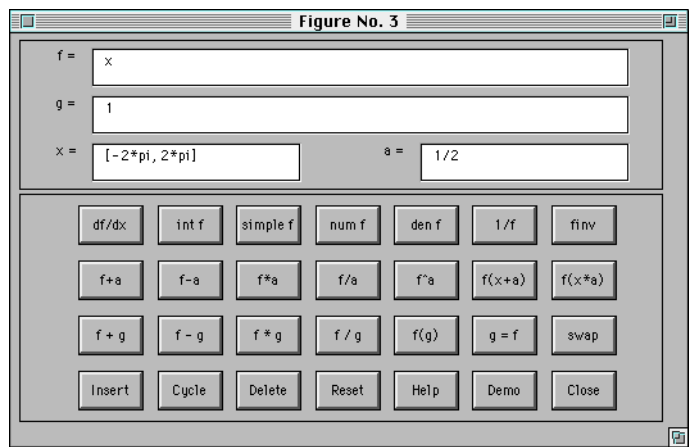 Figure No. 3
f = x
g = 1
x = [-2*pi, 2*pi] a = 1/2
df/dx int f simple f num f den f 1/f finv
f+a f-a f*a f/a f^a f(x+a) f(x*a)
f + g f - g f * g f / g f(g) g = f swap
Insert Cycle Delete Reset Help Demo Close